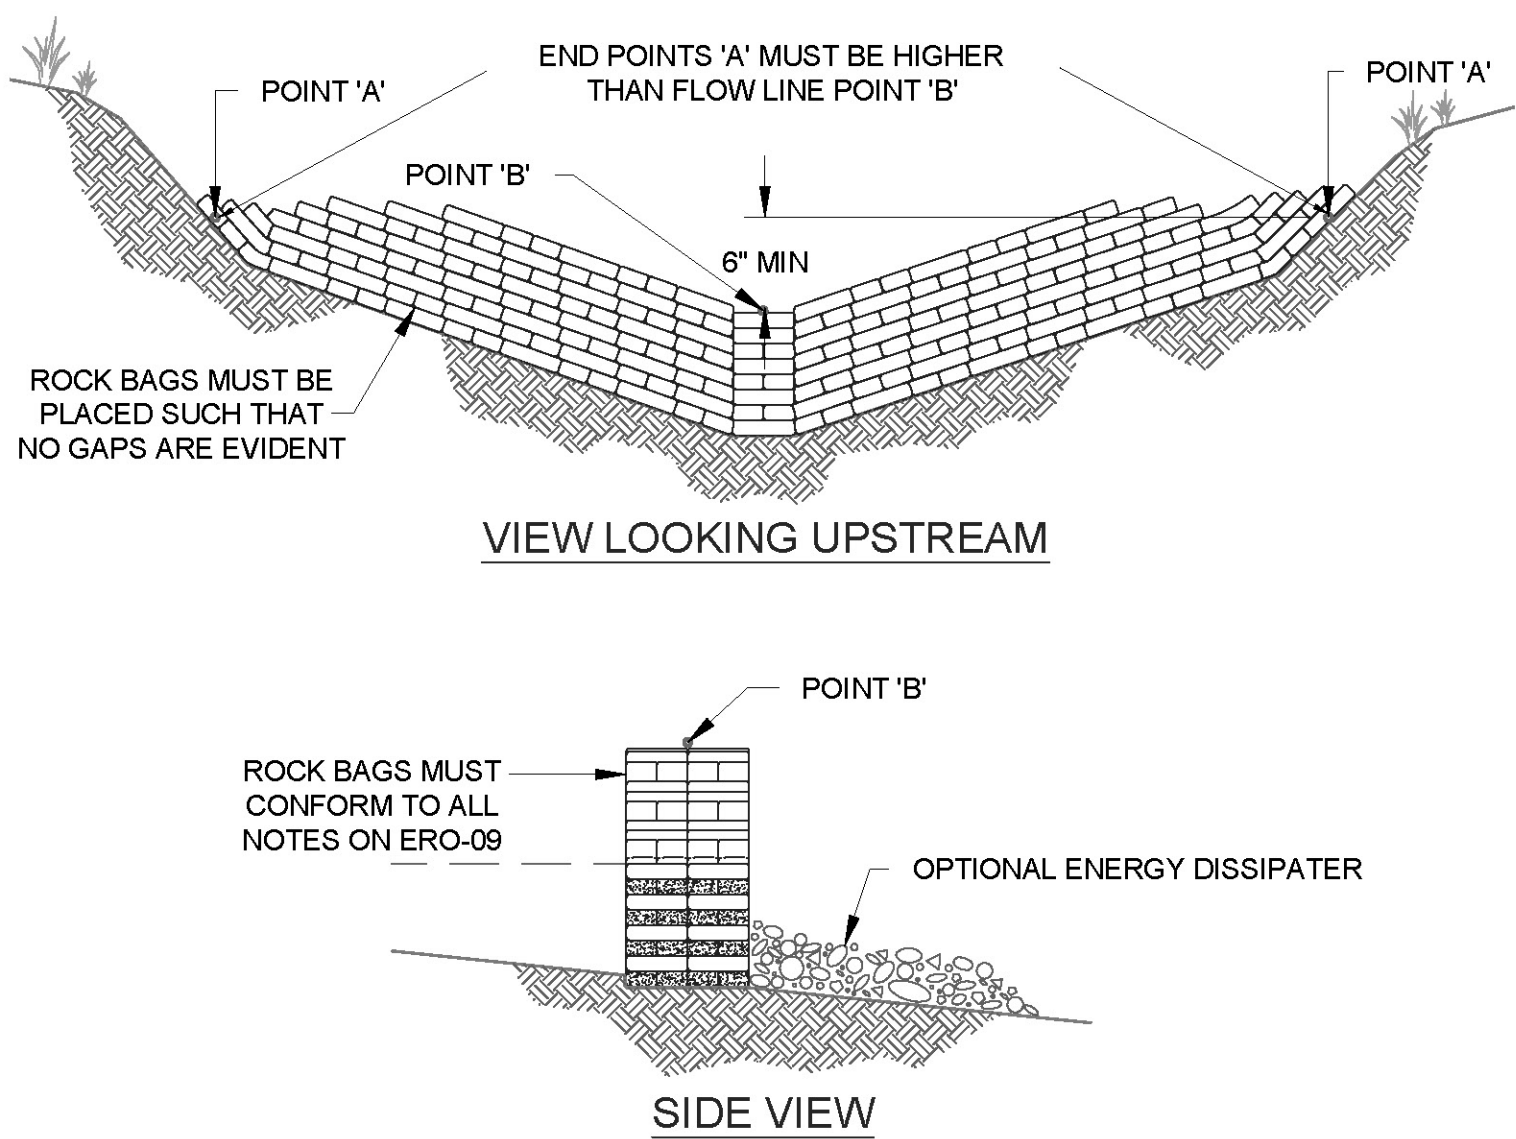 END POINTS 'A' MUST BE HIGHER
THAN FLOW LINE POINT 'B'
POINT 'A'
POINT 'A'
POINT 'B'
6" MIN
ROCK BAGS MUST BE
PLACED SUCH THAT
NO GAPS ARE EVIDENT
VIEW LOOKING UPSTREAM
POINT 'B'
ROCK BAGS MUST
CONFORM TO ALL
NOTES ON ERO-09
OPTIONAL ENERGY DISSIPATER
SIDE VIEW